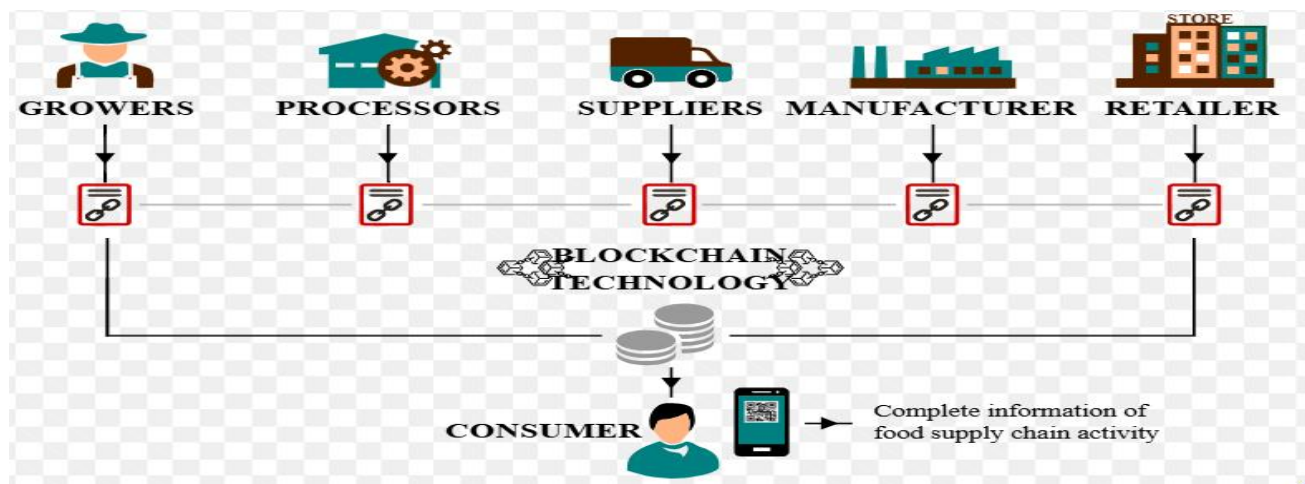 STORE
GROWERS
PROCESSORS
SUPPLIERS
MANUFACTURER
RETAILER
BLOCKCHAIN
TECHNOLOGY
CONSUMER
Complete information of
food supply chain activity